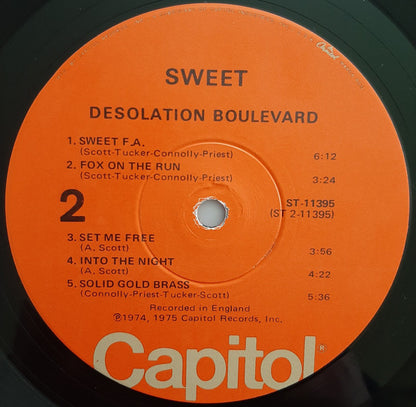 SWEET
DESOLATION BOULEVARD
1. SWEET F.A.
(Scott-Tucker-Connolly-Priest) 6:12
2. FOX ON THE RUN
(Scott-Tucker-Connolly-Priest) 3:24
2
ST-11395
(ST 2-11395)
3. SET ME FREE
(A. Scott) 3:56
4. INTO THE NIGHT
(A. Scott) 4:22
5. SOLID GOLD BRASS
(Connolly-Priest-Tucker-Scott) 5:36
Recorded in England
℗1974, 1975 Capitol Records, Inc.
Capitol®